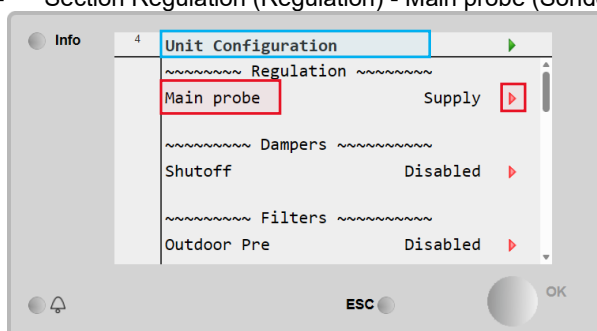 Section Regulation (Regulation) - Main probe (Sond
Info
4
Unit Configuration
~~~~~~~~ Regulation ~~~~~~~~
Main probe Supply
~~~~~~~~~ Dampers ~~~~~~~~~~
Shutoff Disabled
~~~~~~~~~ Filters ~~~~~~~~~~
Outdoor Pre Disabled
ESC
OK